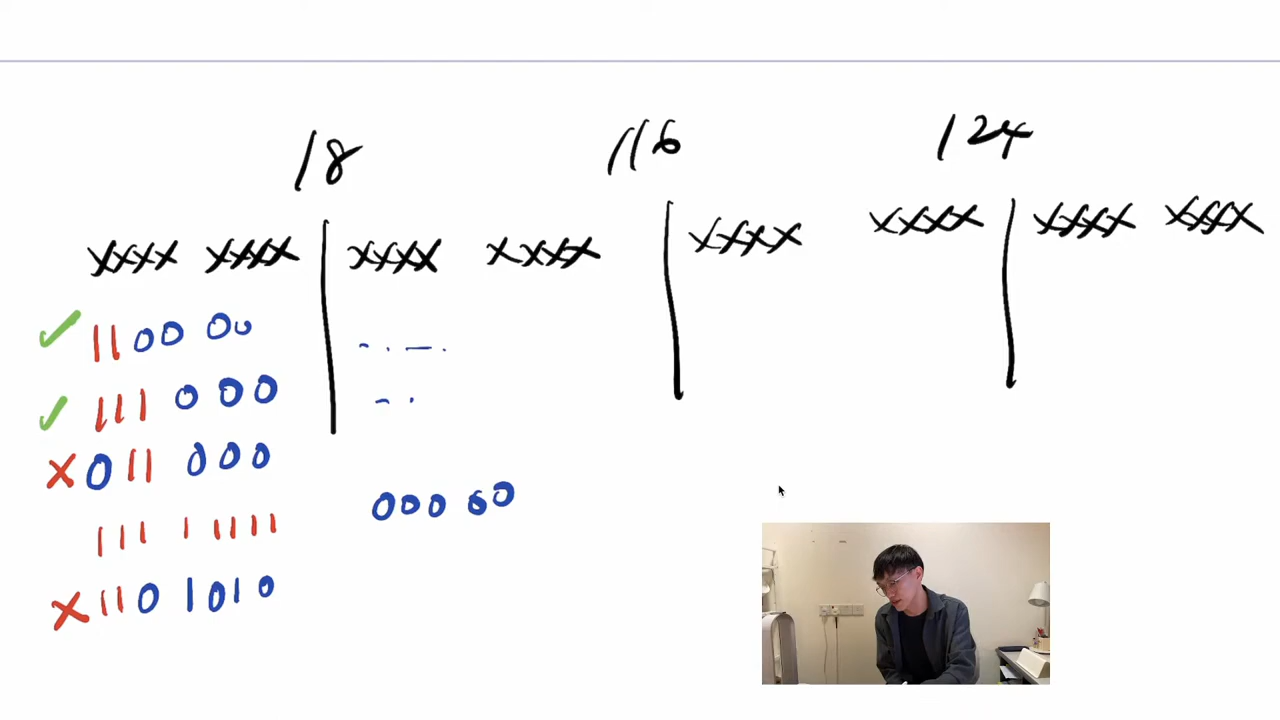 /8 /16 /24
XXXX XXXX XXXX XXXX XXXX XXXX XXXX XXXX
✓ 1100 00
✓ 111 000
X 011 000
111 1 1111 000 00
X 110 1010